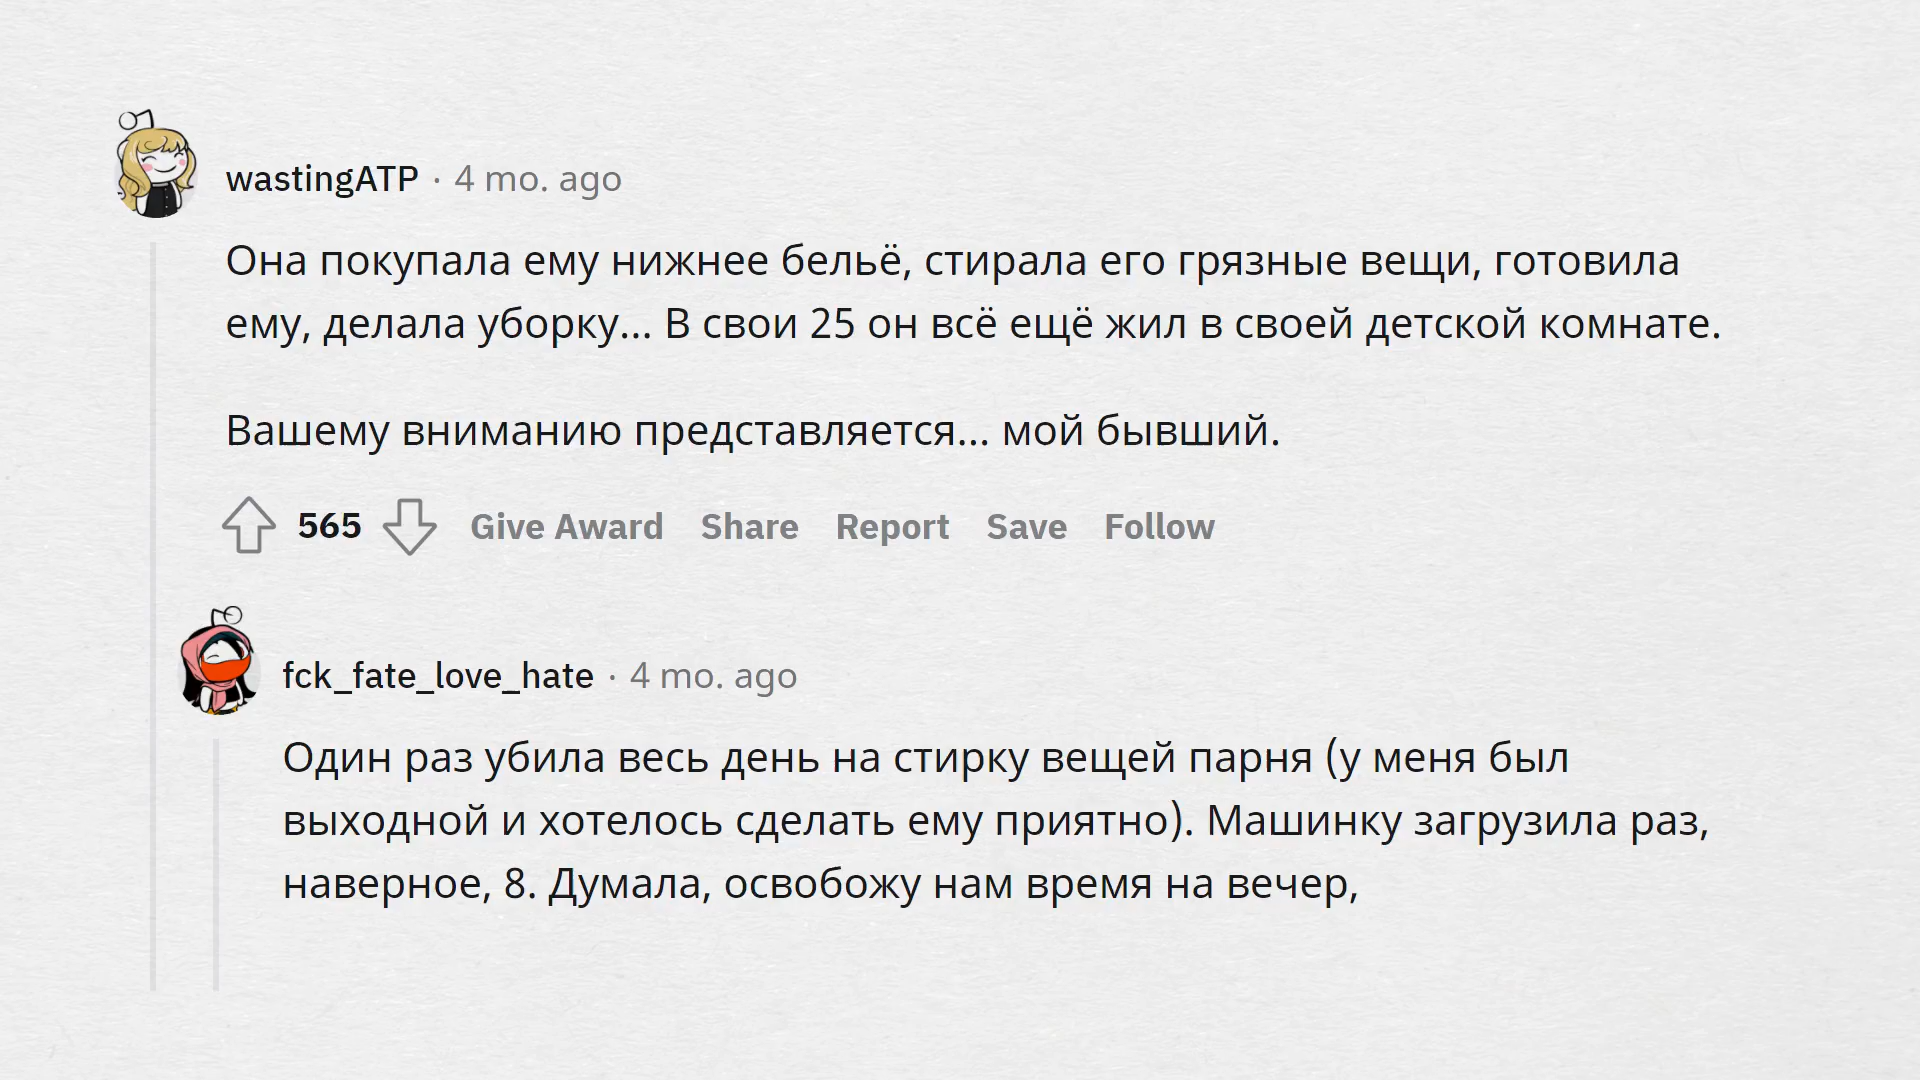 wastingATP · 4 mo. ago
Она покупала ему нижнее бельё, стирала его грязные вещи, готовила
ему, делала уборку... В свои 25 он всё ещё жил в своей детской комнате.
Вашему вниманию представляется... мой бывший.
565 Give Award Share Report Save Follow
fck_fate_love_hate · 4 mo. ago
Один раз убила весь день на стирку вещей парня (у меня был
выходной и хотелось сделать ему приятно). Машинку загрузила раз,
наверное, 8. Думала, освобожу нам время на вечер,